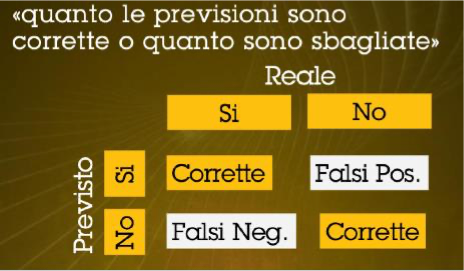 «quanto le previsioni sono
corrette o quanto sono sbagliate»
Reale
Si No
Previsto
Si Corrette Falsi Pos.
No Falsi Neg. Corrette